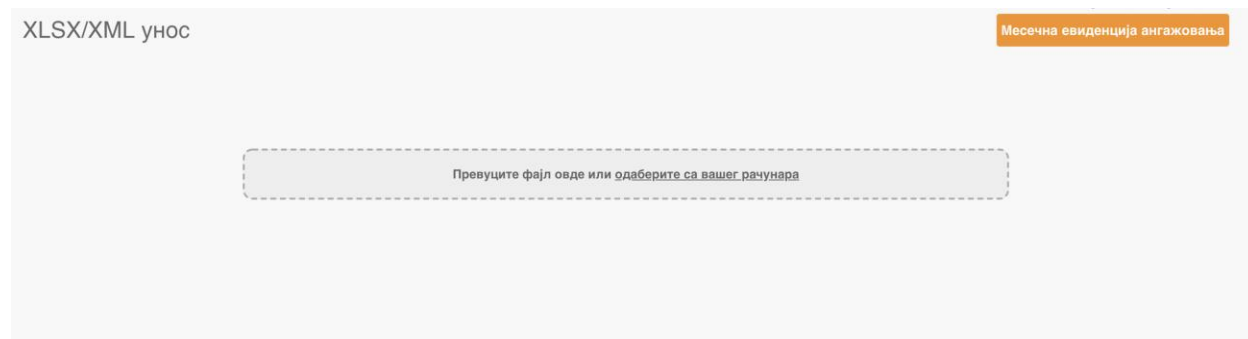 XLSX/XML унос
Месечна евиденција ангажовања
Превуците фајл овде или одаберите са вашег рачунара